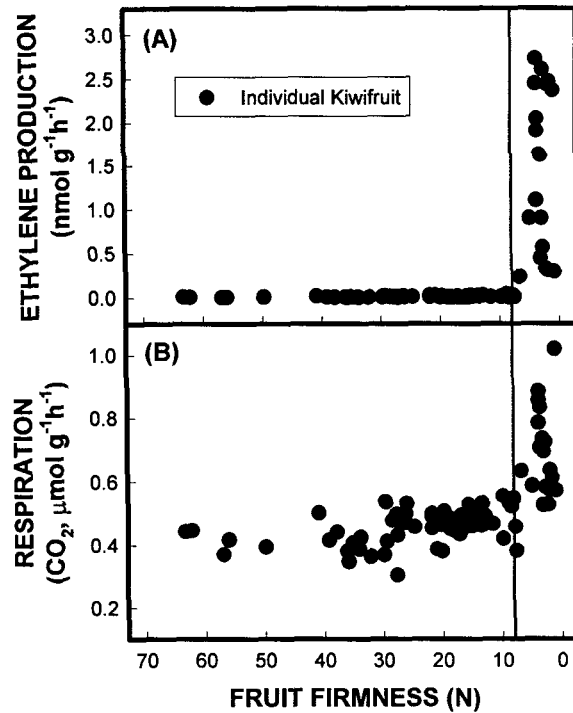 (A)
Individual Kiwifruit
ETHYLENE PRODUCTION
(nmol g⁻¹h⁻¹)
3.0
2.5
2.0
1.5
1.0
0.5
0.0
(B)
RESPIRATION
(CO₂, μmol g⁻¹h⁻¹)
1.0
0.8
0.6
0.4
0.2
70 60 50 40 30 20 10 0
FRUIT FIRMNESS (N)